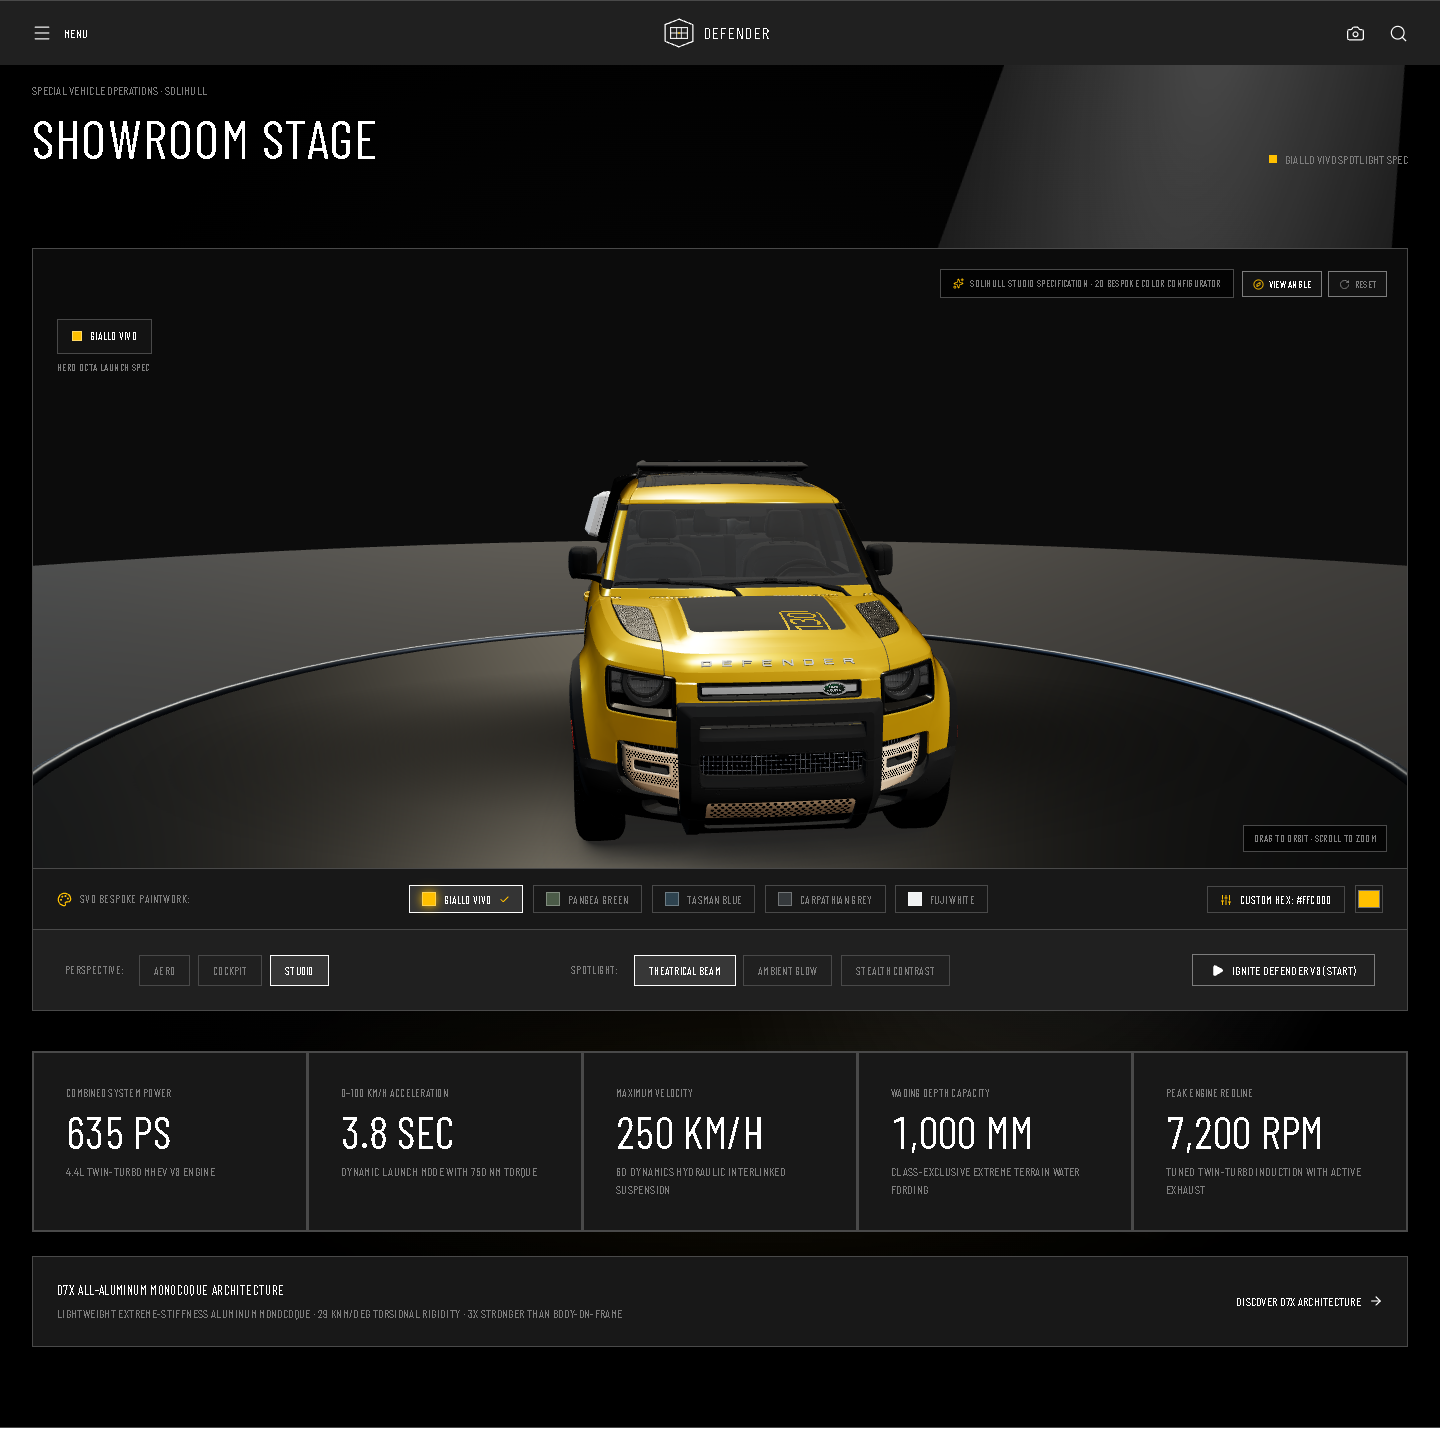 MENU
DEFENDER
SPECIAL VEHICLE OPERATIONS · SOLIHULL
SHOWROOM STAGE
GIALLO VIVO SPOTLIGHT SPEC
SOLIHULL STUDIO SPECIFICATION · 20 BESPOKE COLOR CONFIGURATOR
VIEW ANGLE
RESET
GIALLO VIVO
HERO OCTA LAUNCH SPEC
130
DEFENDER
DRAG TO ORBIT · SCROLL TO ZOOM
SVO BESPOKE PAINTWORK:
GIALLO VIVO
PANGEA GREEN
TASMAN BLUE
CARPATHIAN GREY
FUJI WHITE
CUSTOM HEX: #FFC000
PERSPECTIVE:
AERO
COCKPIT
STUDIO
SPOTLIGHT:
THEATRICAL BEAM
AMBIENT GLOW
STEALTH CONTRAST
IGNITE DEFENDER V8 (START)
COMBINED SYSTEM POWER
635 PS
4.4L TWIN-TURBO MHEV V8 ENGINE
0-100 KM/H ACCELERATION
3.8 SEC
DYNAMIC LAUNCH MODE WITH 750 NM TORQUE
MAXIMUM VELOCITY
250 KM/H
6D DYNAMICS HYDRAULIC INTERLINKED
SUSPENSION
WADING DEPTH CAPACITY
1,000 MM
CLASS-EXCLUSIVE EXTREME TERRAIN WATER
FORDING
PEAK ENGINE REDLINE
7,200 RPM
TUNED TWIN-TURBO INDUCTION WITH ACTIVE
EXHAUST
D7X ALL-ALUMINUM MONOCOQUE ARCHITECTURE
LIGHTWEIGHT EXTREME-STIFFNESS ALUMINUM MONOCOQUE · 29 KNM/DEG TORSIONAL RIGIDITY · 3X STRONGER THAN BODY-ON-FRAME
DISCOVER D7X ARCHITECTURE